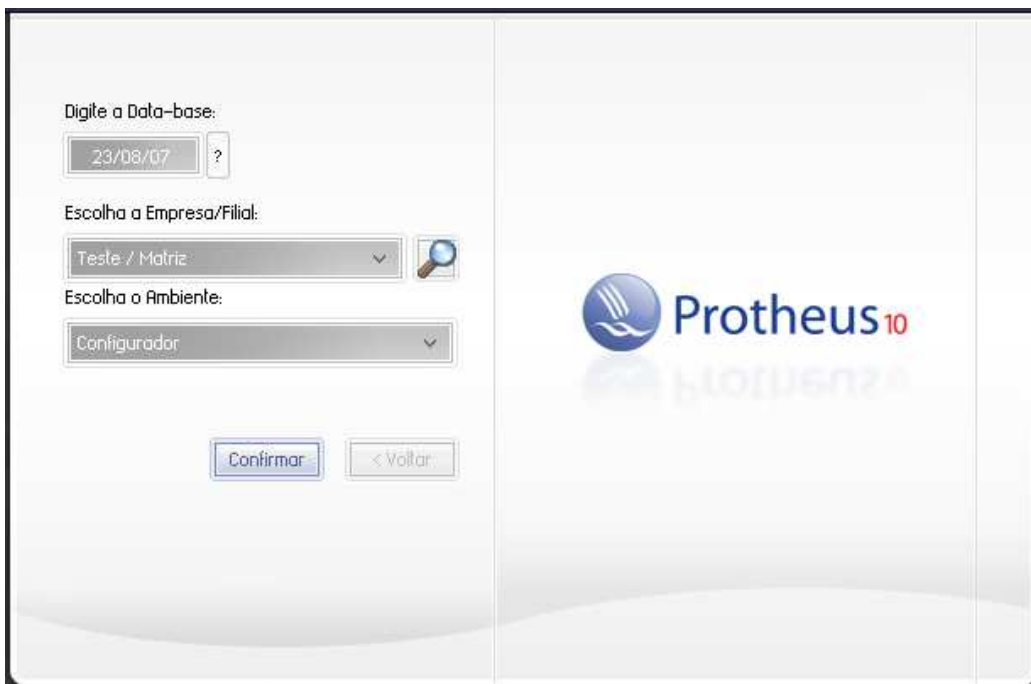 Digite a Data-base:
23/08/07 ?
Escolha a Empresa/Filial:
Teste / Matriz
Escolha o Ambiente:
Configurador
Confirmar < Voltar
Protheus 10